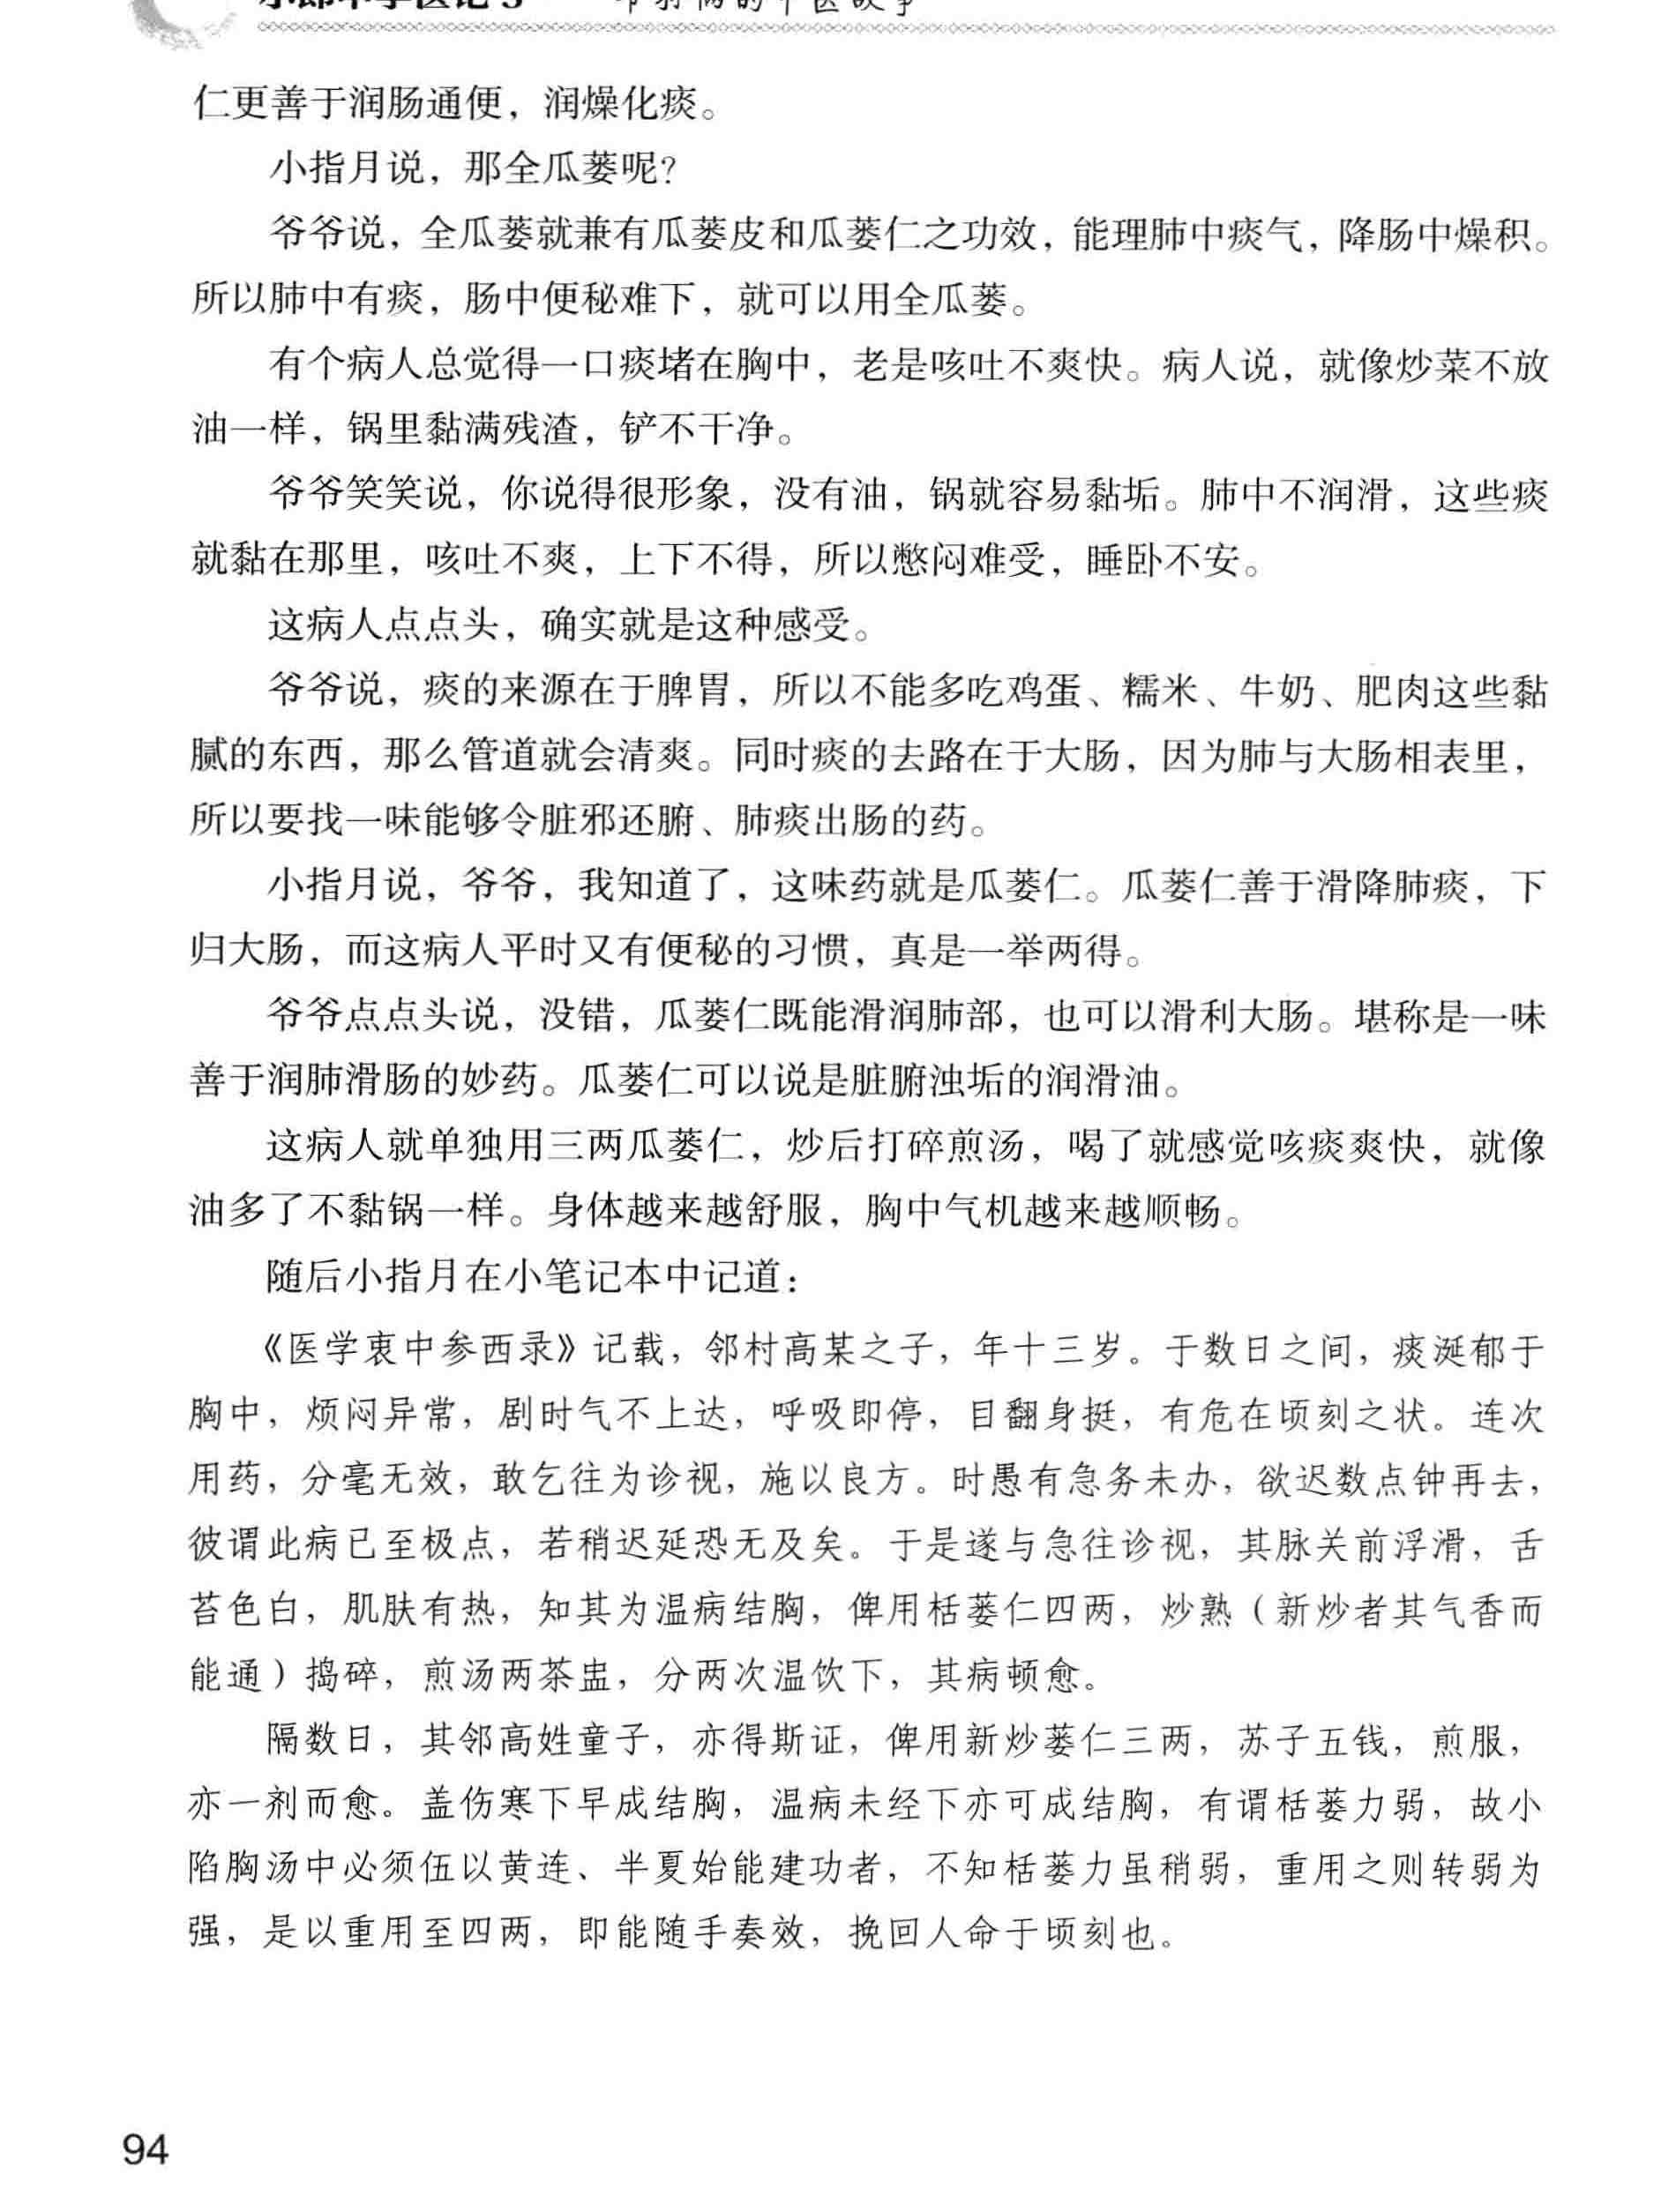 仁更善于润肠通便，润燥化痰。
小指月说，那全瓜蒌呢？
爷爷说，全瓜蒌就兼有瓜蒌皮和瓜蒌仁之功效，能理肺中痰气，降肠中燥积。
所以肺中有痰，肠中便秘难下，就可以用全瓜蒌。
有个病人总觉得一口痰堵在胸中，老是咳吐不爽快。病人说，就像炒菜不放
油一样，锅里黏满残渣，铲不干净。
爷爷笑笑说，你说得很形象，没有油，锅就容易黏垢。肺中不润滑，这些痰
就黏在那里，咳吐不爽，上下不得，所以憋闷难受，睡卧不安。
这病人点点头，确实就是这种感受。
爷爷说，痰的来源在于脾胃，所以不能多吃鸡蛋、糯米、牛奶、肥肉这些黏
腻的东西，那么管道就会清爽。同时痰的去路在于大肠，因为肺与大肠相表里，
所以要找一味能够令脏邪还腑、肺痰出肠的药。
小指月说，爷爷，我知道了，这味药就是瓜蒌仁。瓜蒌仁善于滑降肺痰，下
归大肠，而这病人平时又有便秘的习惯，真是一举两得。
爷爷点点头说，没错，瓜蒌仁既能滑润肺部，也可以滑利大肠。堪称是一味
善于润肺滑肠的妙药。瓜蒌仁可以说是脏腑浊垢的润滑油。
这病人就单独用三两瓜蒌仁，炒后打碎煎汤，喝了就感觉咳痰爽快，就像
油多了不黏锅一样。身体越来越舒服，胸中气机越来越顺畅。
随后小指月在小笔记本中记道：
《医学衷中参西录》记载，邻村高某之子，年十三岁。于数日之间，痰涎郁于
胸中，烦闷异常，剧时气不上达，呼吸即停，目翻身挺，有危在顷刻之状。连次
用药，分毫无效，敢乞往为诊视，施以良方。时愚有急务未办，欲迟数点钟再去，
彼谓此病已至极点，若稍迟延恐无及矣。于是遂与急往诊视，其脉关前浮滑，舌
苔色白，肌肤有热，知其为温病结胸，俾用栝蒌仁四两，炒熟（新炒者其气香而
能通）捣碎，煎汤两茶盅，分两次温饮下，其病顿愈。
隔数日，其邻高姓童子，亦得斯证，俾用新炒蒌仁三两，苏子五钱，煎服，
亦一剂而愈。盖伤寒下早成结胸，温病未经下亦可成结胸，有谓栝蒌力弱，故小
陷胸汤中必须伍以黄连、半夏始能建功者，不知栝蒌力虽稍弱，重用之则转弱为
强，是以重用至四两，即能随手奏效，挽回人命于顷刻也。
94